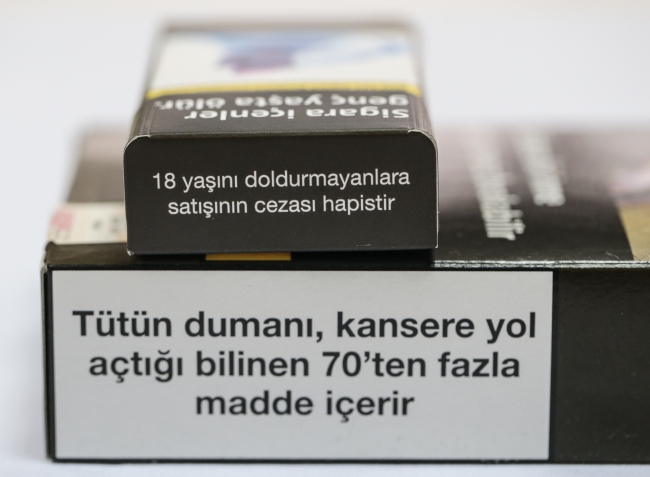 Sigara içenler
genç yaşta ölür.
18 yaşını doldurmayanlara
satışının cezası hapistir
Tütün dumanı, kansere yol
açtığı bilinen 70'ten fazla
madde içerir